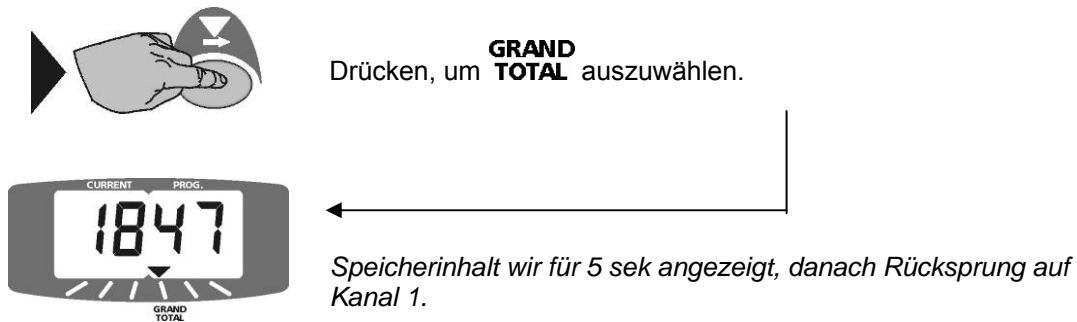 GRAND
Drücken, um TOTAL auszuwählen.
CURRENT PROG.
1847
GRAND
TOTAL
Speicherinhalt wir für 5 sek angezeigt, danach Rücksprung auf
Kanal 1.